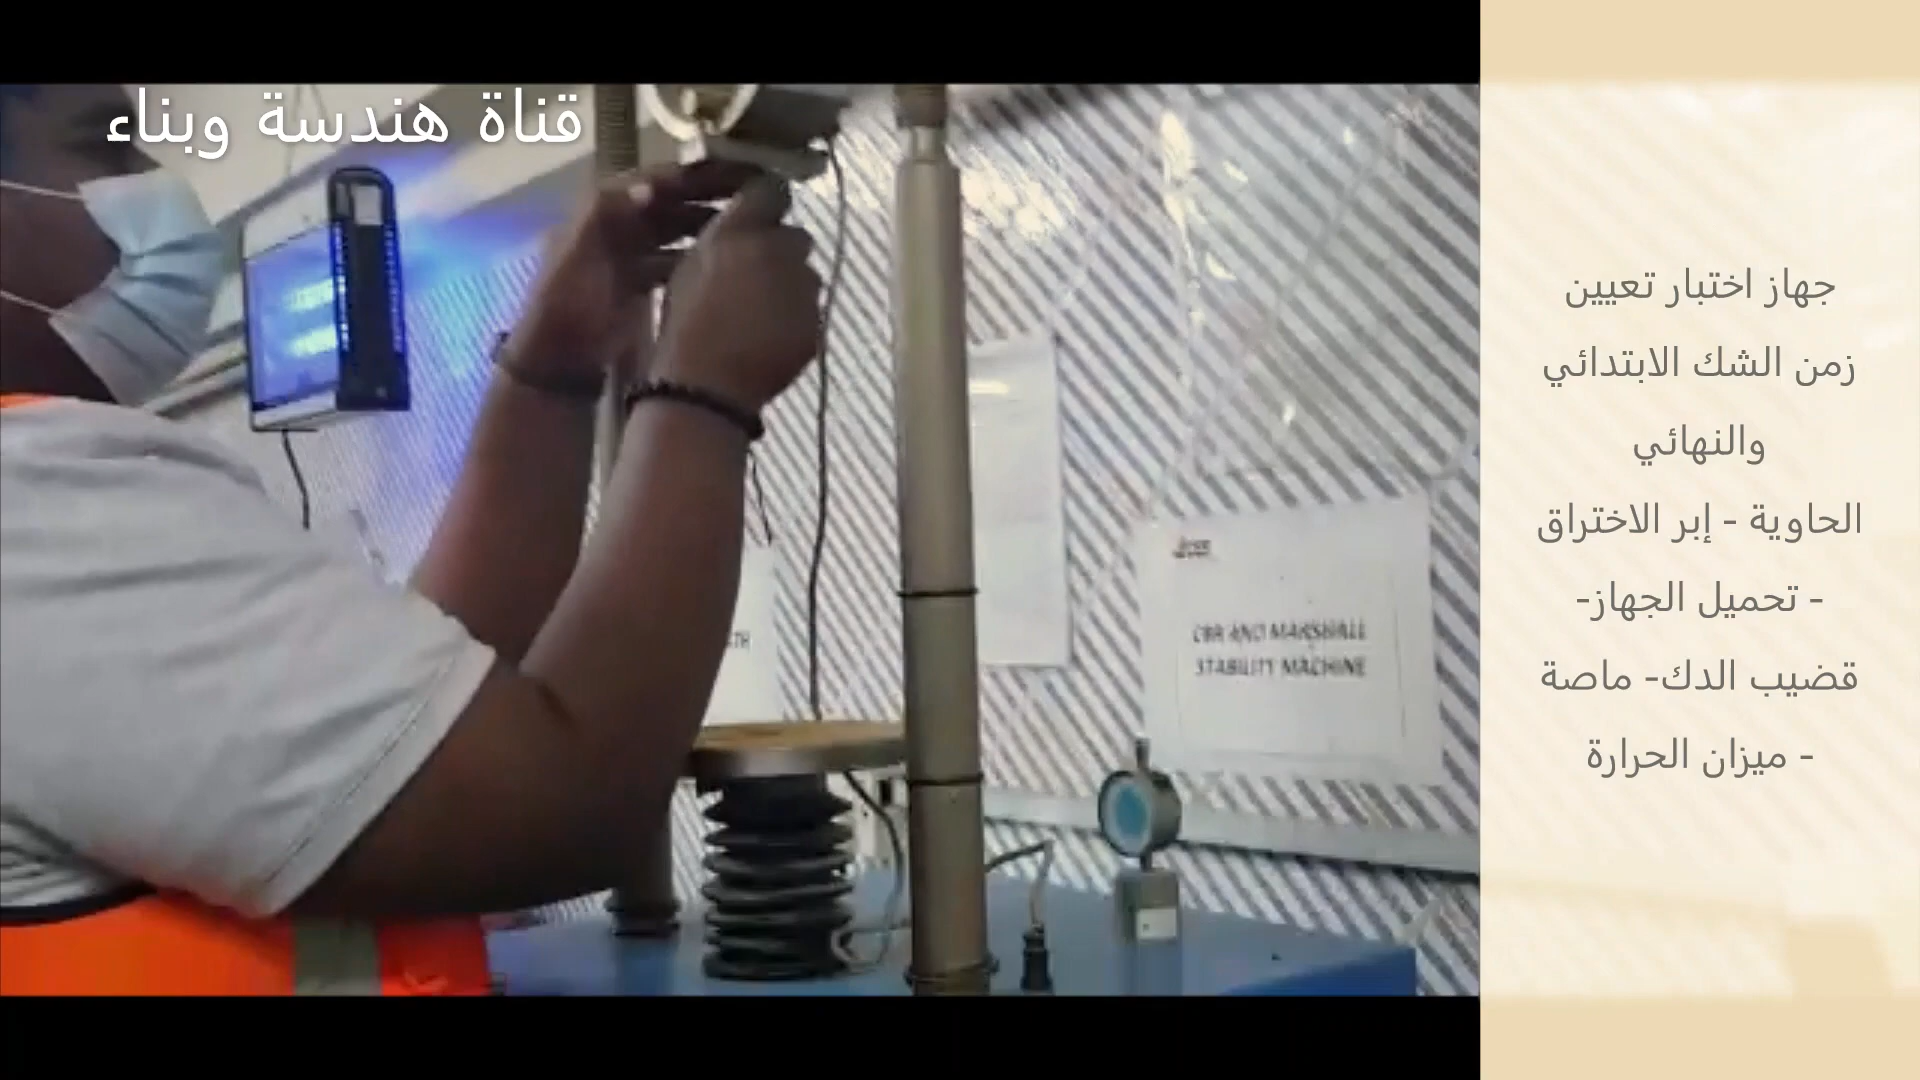 قناة هندسة وبناء
جهاز اختبار تعيين
زمن الشك الابتدائي
والنهائي
الحاوية - إبر الاختراق
- تحميل الجهاز-
قضيب الدك- ماصة
- ميزان الحرارة
CBR AND MARSHALL
STABILITY MACHINE